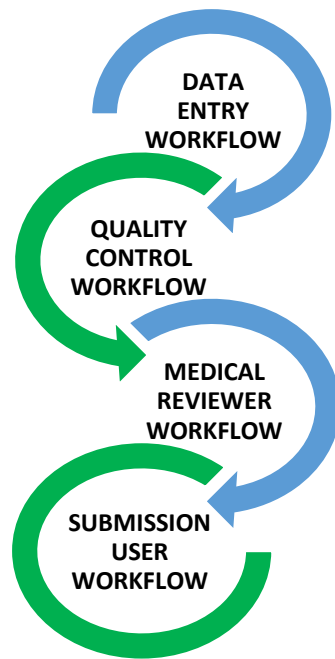 DATA
ENTRY
WORKFLOW
QUALITY
CONTROL
WORKFLOW
MEDICAL
REVIEWER
WORKFLOW
SUBMISSION
USER
WORKFLOW